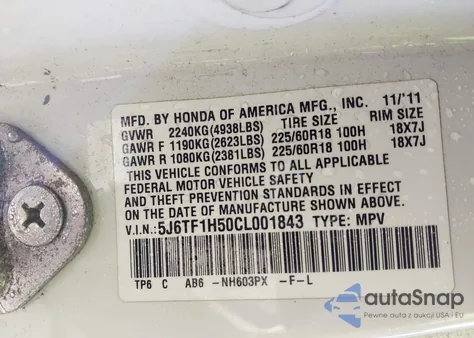 MFD. BY HONDA OF AMERICA MFG., INC. 11/'11
GVWR 2240KG(4938LBS) TIRE SIZE RIM SIZE
GAWR F 1190KG(2623LBS) 225/60R18 100H 18X7J
GAWR R 1080KG(2381LBS) 225/60R18 100H 18X7J
THIS VEHICLE CONFORMS TO ALL APPLICABLE
FEDERAL MOTOR VEHICLE SAFETY
AND THEFT PREVENTION STANDARDS IN EFFECT
ON THE DATE OF MANUFACTURE SHOWN ABOVE.
V.I.N.: 5J6TF1H50CL001843 TYPE: MPV
TP6 C AB6 -NH603PX -F-L
autoSnap
Pewne auta z aukcji USA i EU